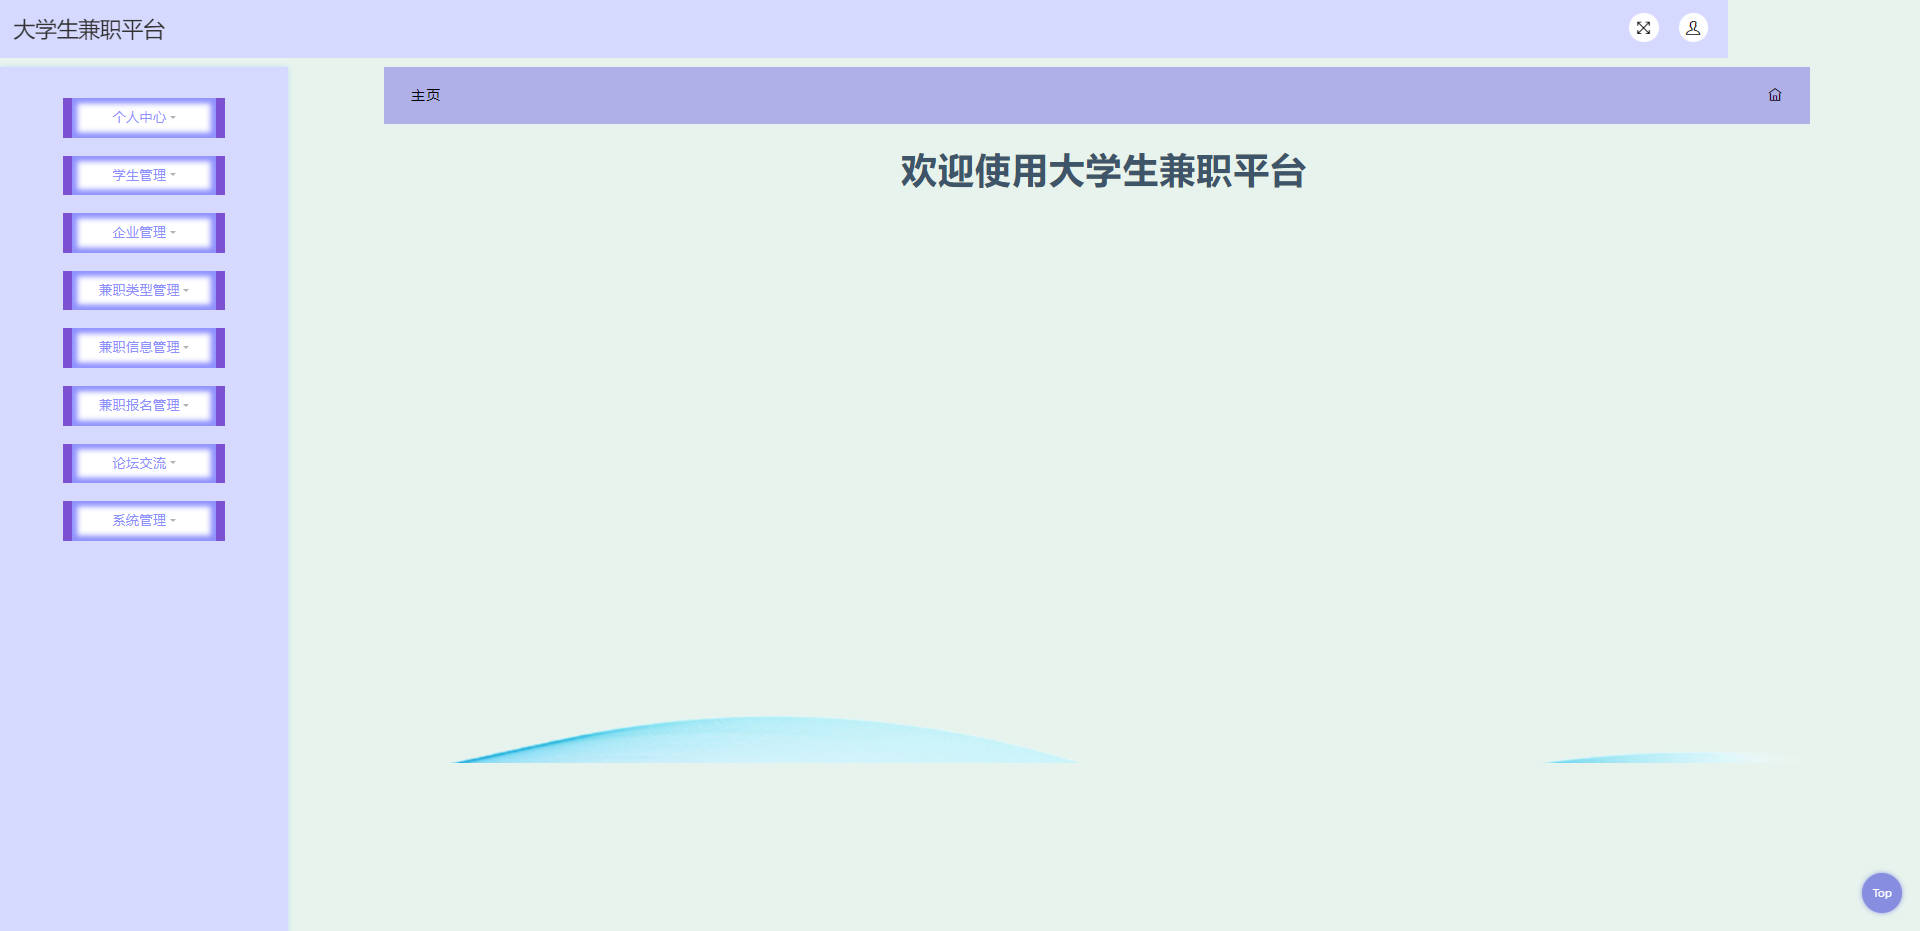 大学生兼职平台
主页
欢迎使用大学生兼职平台
个人中心
学生管理
企业管理
兼职类型管理
兼职信息管理
兼职报名管理
论坛交流
系统管理
Top